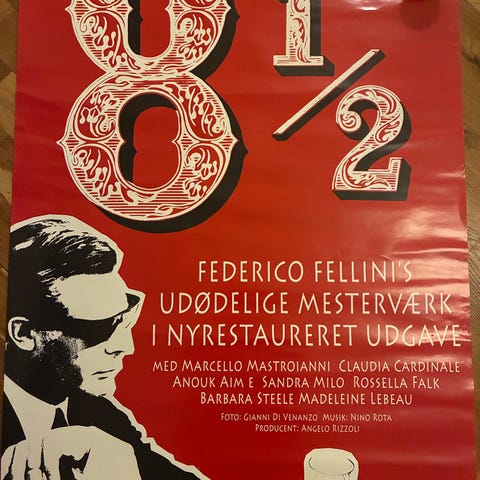 8 1/2
FEDERICO FELLINI'S
UDØDELIGE MESTERVÆRK
I NYRESTAURERET UDGAVE
MED MARCELLO MASTROIANNI CLAUDIA CARDINALE
ANOUK AIM E SANDRA MILO ROSSELLA FALK
BARBARA STEELE MADELEINE LEBEAU
FOTO: GIANNI DI VENANZO MUSIK: NINO ROTA
PRODUCENT: ANGELO RIZZOLI